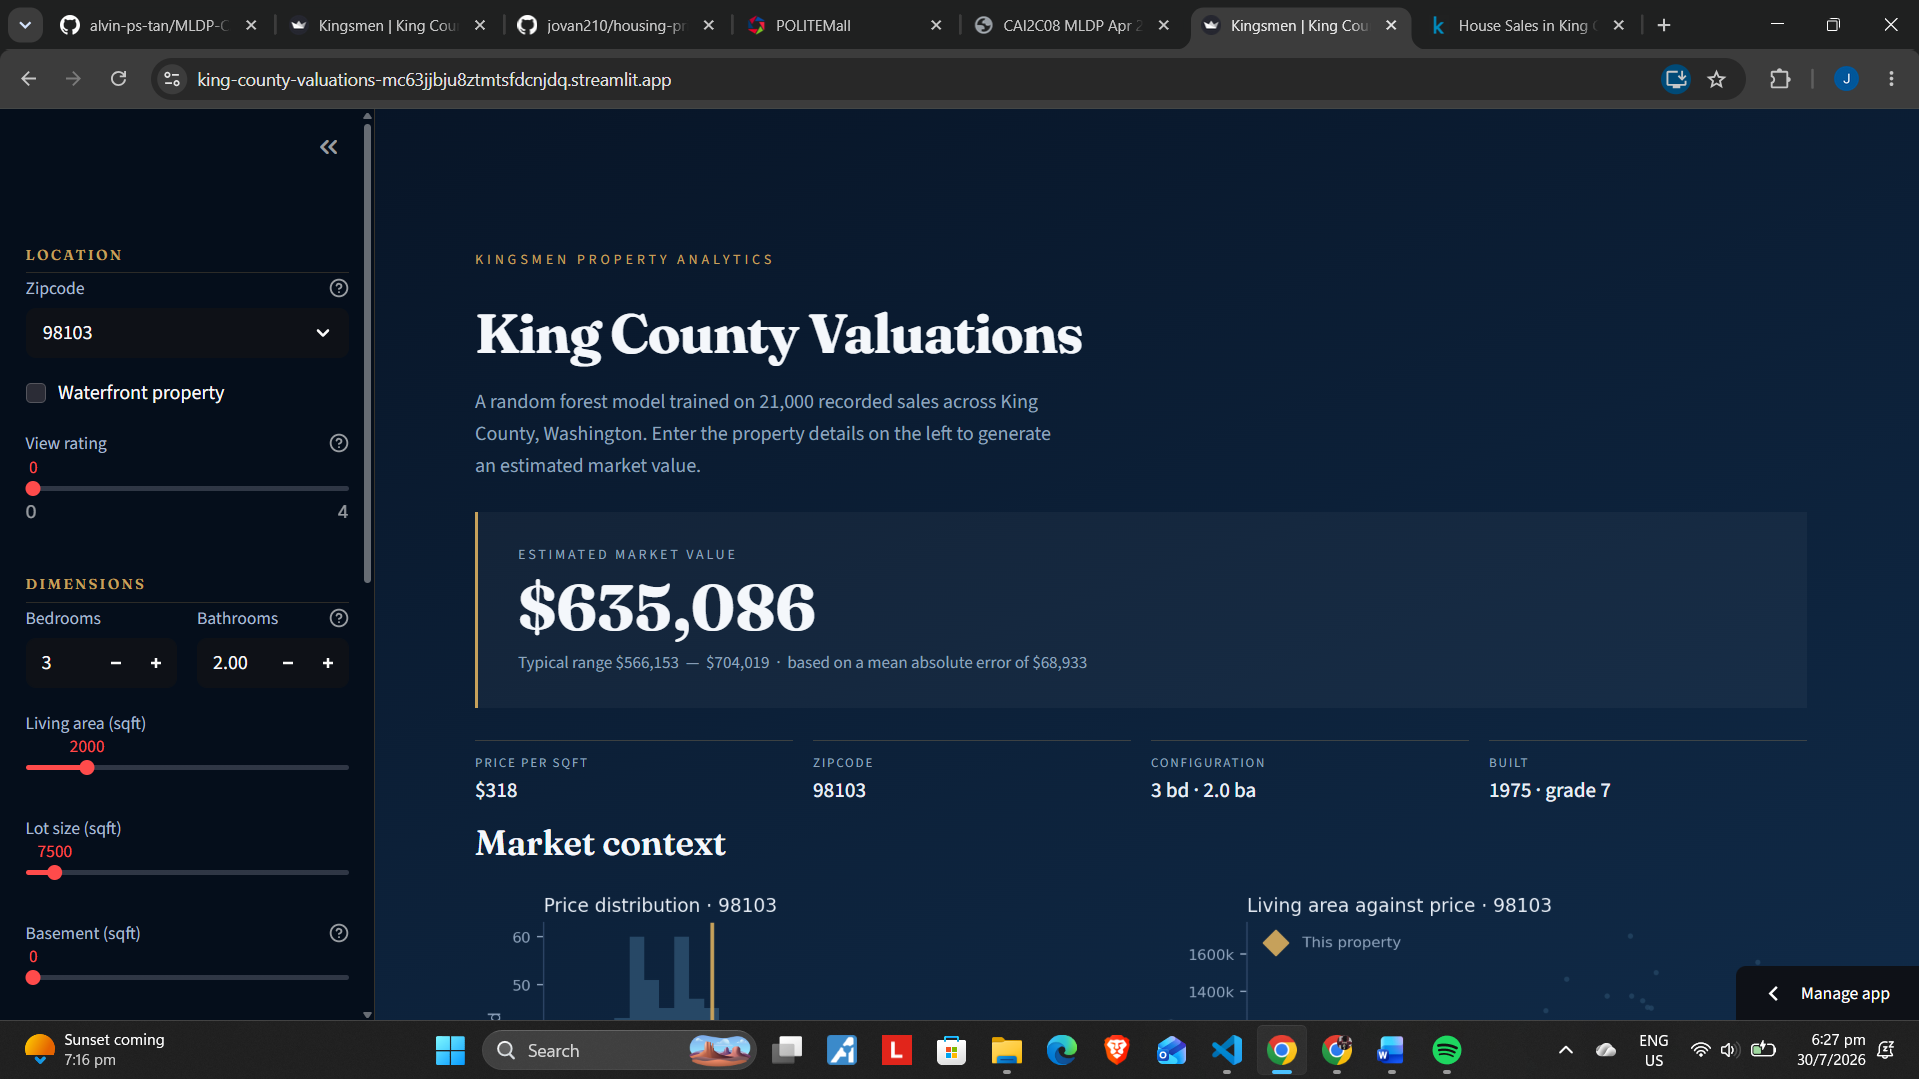 alvin-ps-tan/MLDP-C
Kingsmen | King Cou
jovan210/housing-pr
POLITEMall
CAI2C08 MLDP Apr 2
Kingsmen | King Cou
House Sales in King C
king-county-valuations-mc63jjbju8ztmtsfdcnjdq.streamlit.app
J
LOCATION
Zipcode
98103
Waterfront property
View rating
0
0 4
DIMENSIONS
Bedrooms Bathrooms
3 2.00
Living area (sqft)
2000
Lot size (sqft)
7500
Basement (sqft)
0
KINGSMEN PROPERTY ANALYTICS
King County Valuations
A random forest model trained on 21,000 recorded sales across King
County, Washington. Enter the property details on the left to generate
an estimated market value.
ESTIMATED MARKET VALUE
$635,086
Typical range $566,153 — $704,019 · based on a mean absolute error of $68,933
PRICE PER SQFT
$318
ZIPCODE
98103
CONFIGURATION
3 bd · 2.0 ba
BUILT
1975 · grade 7
Market context
Price distribution · 98103
60
50
Living area against price · 98103
This property
1600k
1400k
Manage app
Sunset coming
7:16 pm
Search
L
ENG
US
6:27 pm
30/7/2026